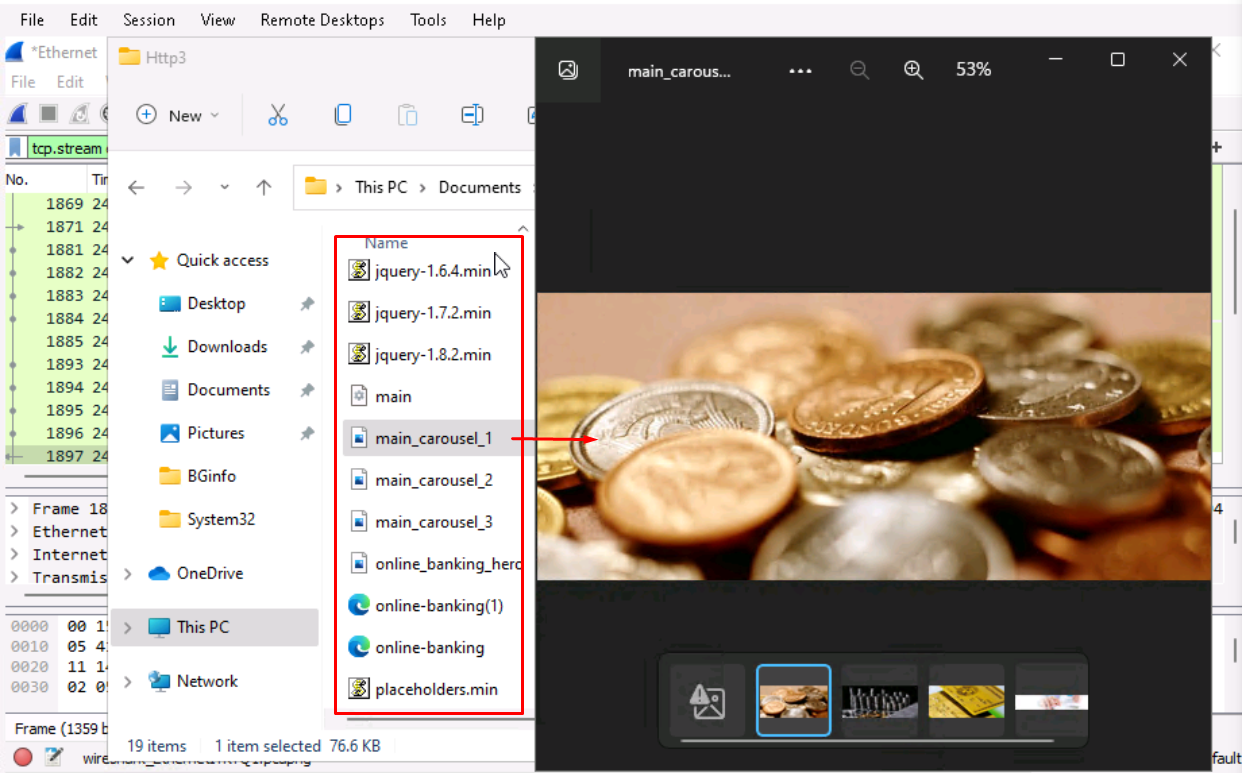 File Edit Session View Remote Desktops Tools Help
*Ethernet
File Edit
Http3
main_carous... ••• 53%
New
tcp.stream
No.
This PC > Documents
1869 24
1871 24
1881 24
1882 24
1883 24
1884 24
1885 24
1893 24
1894 24
1895 24
1896 24
1897 24
Quick access
Desktop
Downloads
Documents
Pictures
BGinfo
System32
OneDrive
This PC
Network
Name
jquery-1.6.4.min
jquery-1.7.2.min
jquery-1.8.2.min
main
main_carousel_1
main_carousel_2
main_carousel_3
online_banking_hero
online-banking(1)
online-banking
placeholders.min
> Frame 18
> Ethernet
> Internet
> Transmis
4
0000 00 1
0010 05 4
0020 11 1
0030 02 0
Frame (1359 b
19 items 1 item selected 76.6 KB
fault